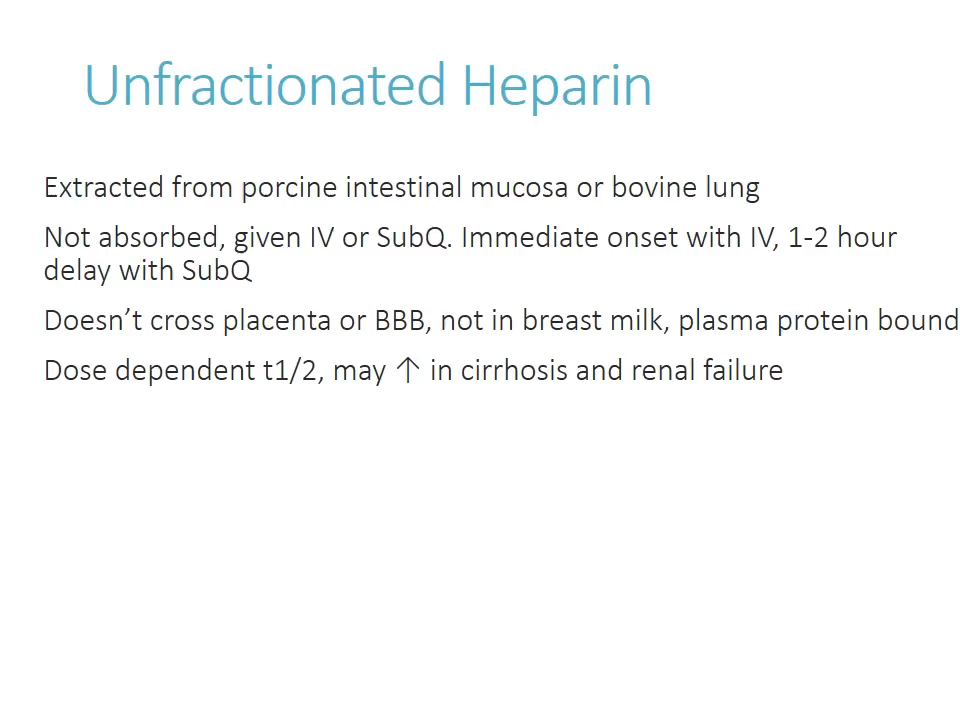 Unfractionated Heparin
Extracted from porcine intestinal mucosa or bovine lung
Not absorbed, given IV or SubQ. Immediate onset with IV, 1-2 hour
delay with SubQ
Doesn’t cross placenta or BBB, not in breast milk, plasma protein bound
Dose dependent t1/2, may ↑ in cirrhosis and renal failure